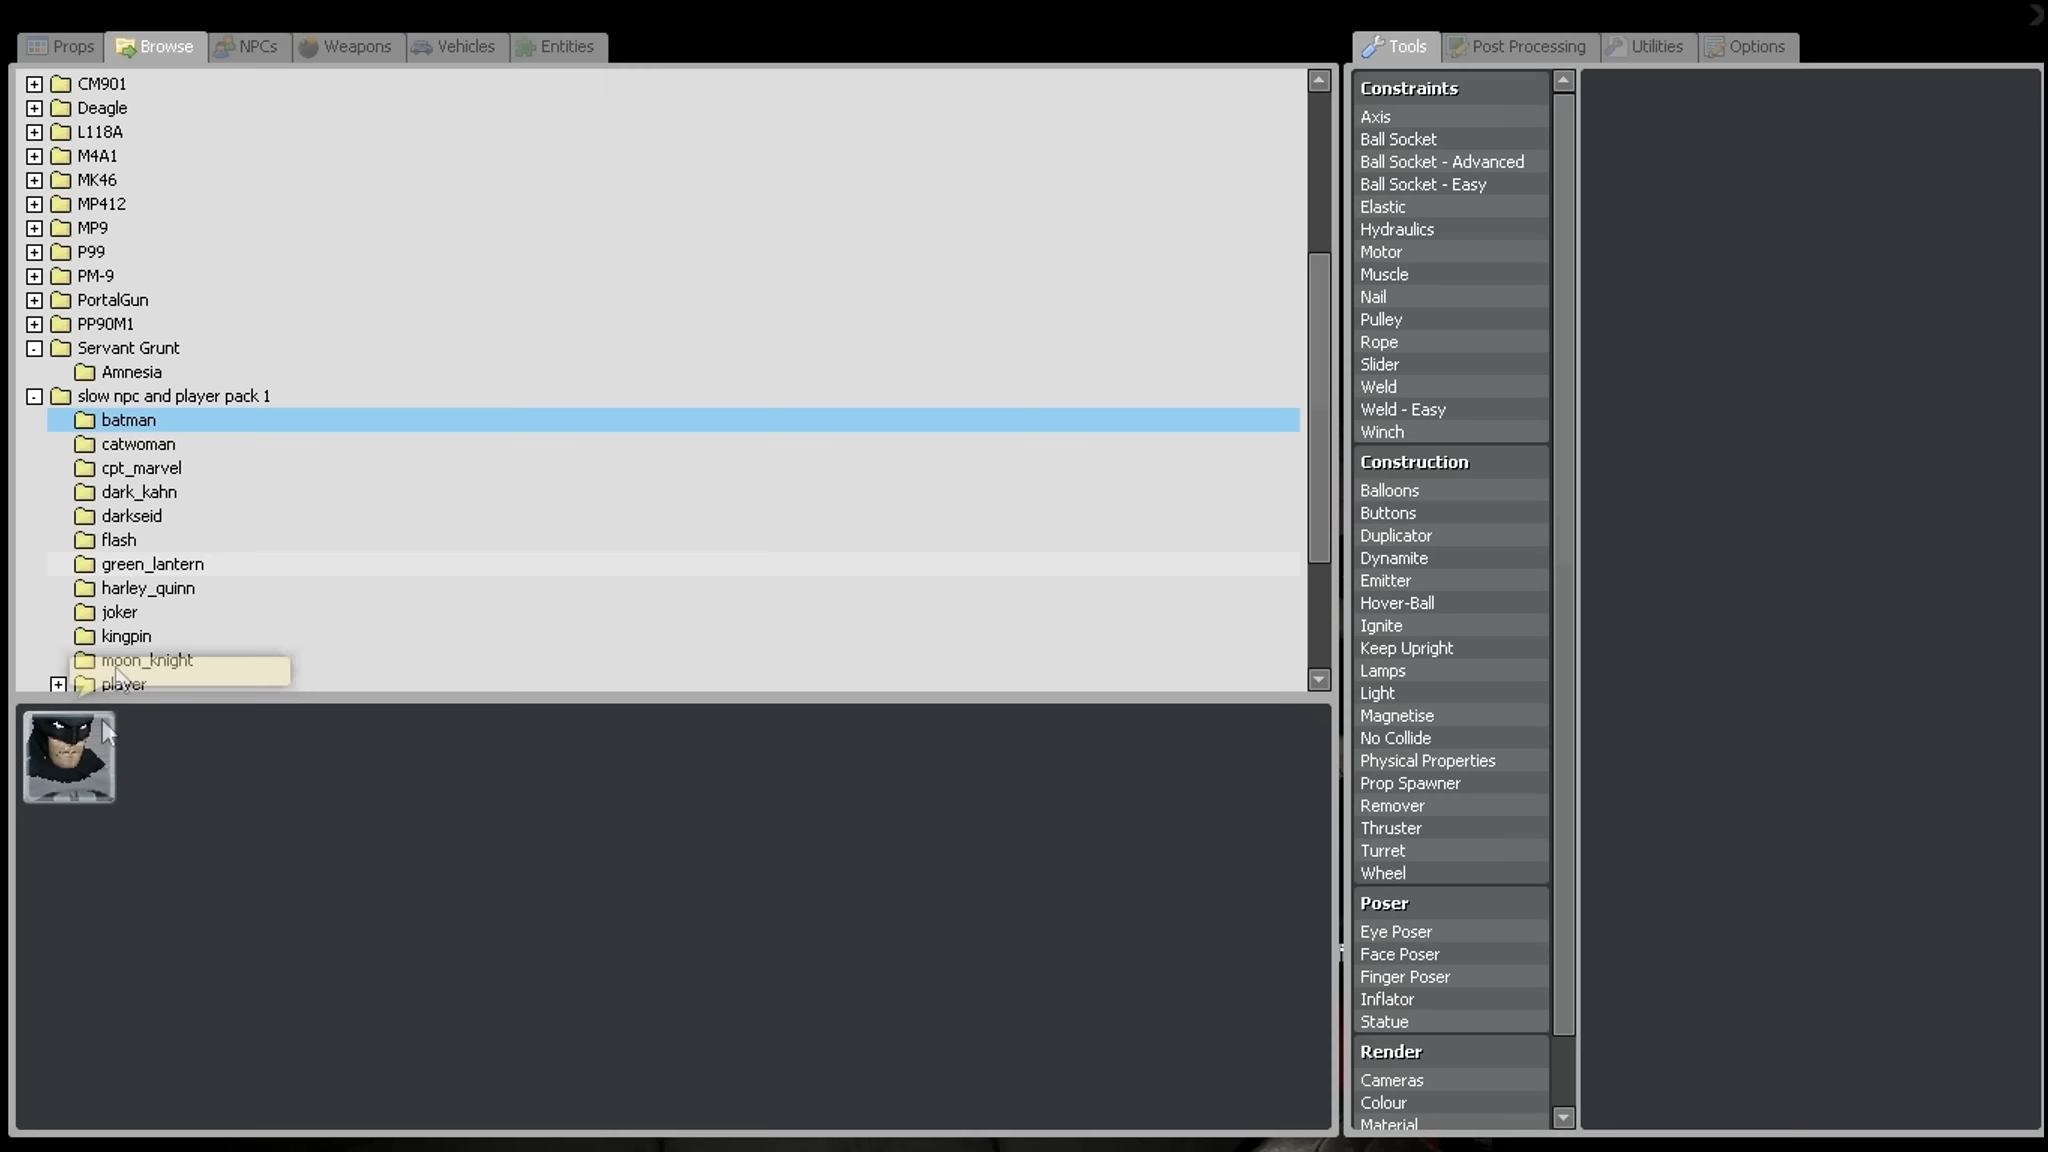 Props
Browse
NPCs
Weapons
Vehicles
Entities
CM901
Deagle
L118A
M4A1
MK46
MP412
MP9
P99
PM-9
PortalGun
PP90M1
Servant Grunt
Amnesia
slow npc and player pack 1
batman
catwoman
cpt_marvel
dark_kahn
darkseid
flash
green_lantern
harley_quinn
joker
kingpin
moon_knight
player
Tools
Post Processing
Utilities
Options
Constraints
Axis
Ball Socket
Ball Socket - Advanced
Ball Socket - Easy
Elastic
Hydraulics
Motor
Muscle
Nail
Pulley
Rope
Slider
Weld
Weld - Easy
Winch
Construction
Balloons
Buttons
Duplicator
Dynamite
Emitter
Hover-Ball
Ignite
Keep Upright
Lamps
Light
Magnetise
No Collide
Physical Properties
Prop Spawner
Remover
Thruster
Turret
Wheel
Poser
Eye Poser
Face Poser
Finger Poser
Inflator
Statue
Render
Cameras
Colour
Material